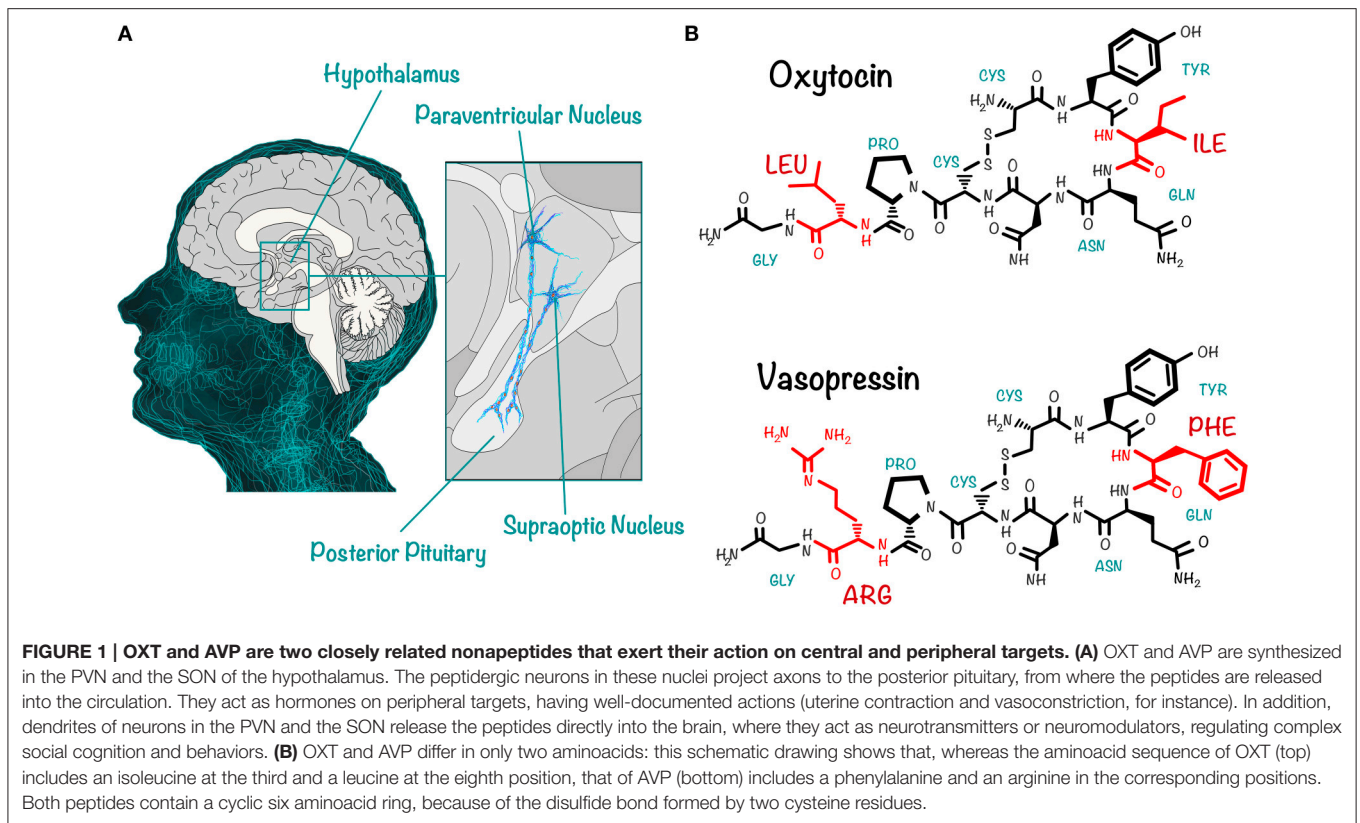 A
Hypothalamus
Paraventricular Nucleus
Supraoptic Nucleus
Posterior Pituitary
B
Oxytocin
CYS
TYR
ILE
GLN
ASN
CYS
PRO
LEU
GLY
OH
O
H₂N
N
H
O
HN
O
S
S
HN
O
N
O
N
H
O
N
H
O
NH
O
NH₂
O
N
H
O
N
H
O
H₂N
Vasopressin
CYS
TYR
PHE
GLN
ASN
CYS
PRO
ARG
GLY
OH
O
H₂N
N
H
O
HN
O
S
S
HN
O
N
H
O
N
H
O
NH
O
NH₂
O
N
O
N
H
O
N
H
O
H₂N
H₂N
NH₂
N
FIGURE 1 | OXT and AVP are two closely related nonapeptides that exert their action on central and peripheral targets. (A) OXT and AVP are synthesized
in the PVN and the SON of the hypothalamus. The peptidergic neurons in these nuclei project axons to the posterior pituitary, from where the peptides are released
into the circulation. They act as hormones on peripheral targets, having well-documented actions (uterine contraction and vasoconstriction, for instance). In addition,
dendrites of neurons in the PVN and the SON release the peptides directly into the brain, where they act as neurotransmitters or neuromodulators, regulating complex
social cognition and behaviors. (B) OXT and AVP differ in only two aminoacids: this schematic drawing shows that, whereas the aminoacid sequence of OXT (top)
includes an isoleucine at the third and a leucine at the eighth position, that of AVP (bottom) includes a phenylalanine and an arginine in the corresponding positions.
Both peptides contain a cyclic six aminoacid ring, because of the disulfide bond formed by two cysteine residues.